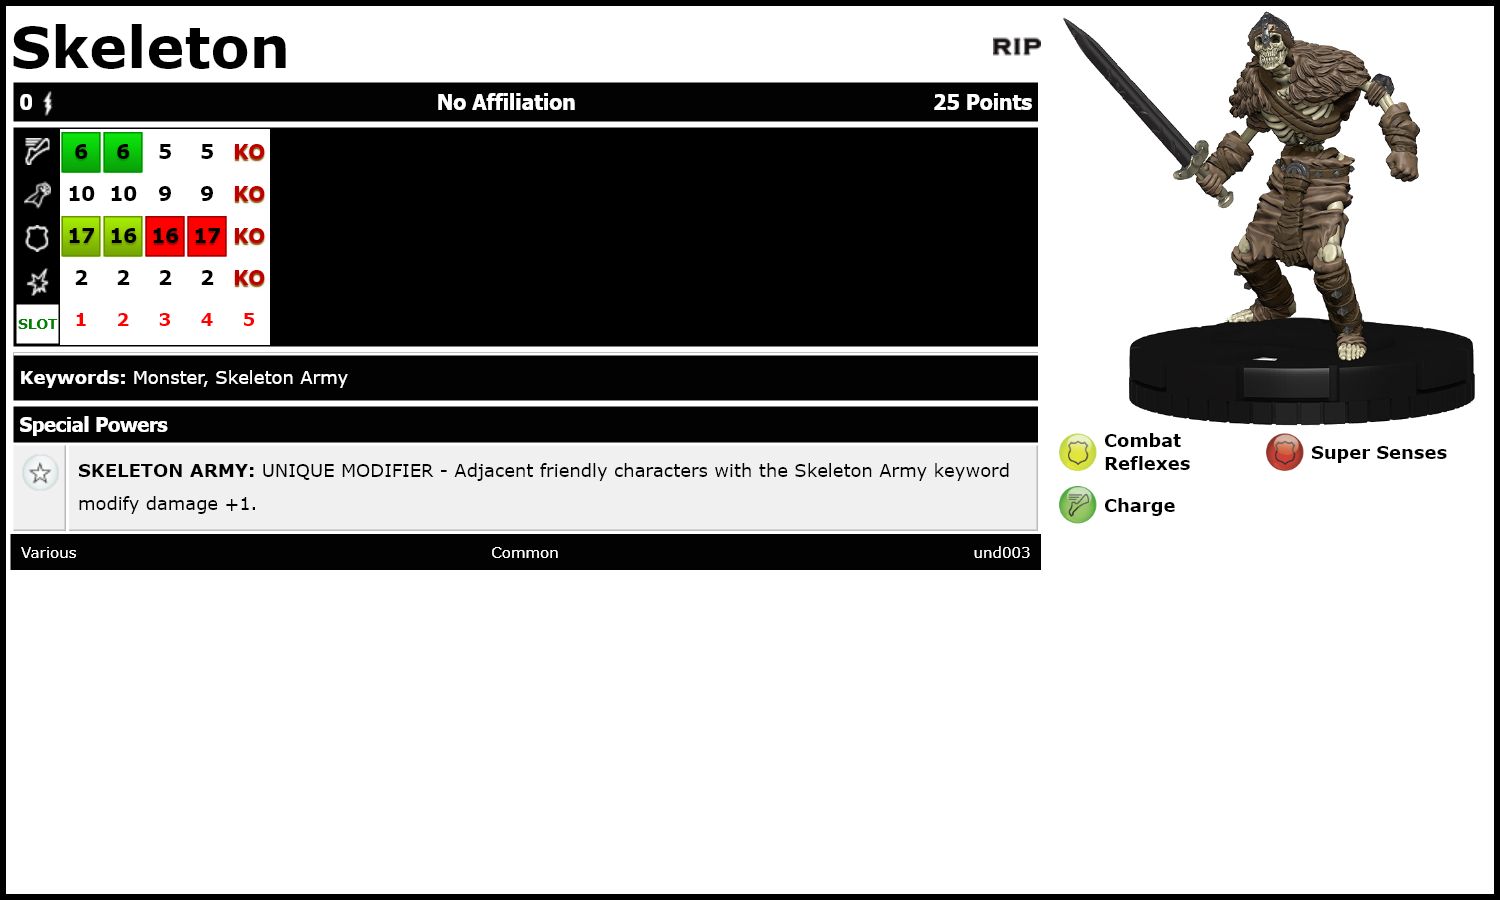 Skeleton
RIP
0 No Affiliation 25 Points
6 6 5 5 KO
10 10 9 9 KO
17 16 16 17 KO
2 2 2 2 KO
SLOT 1 2 3 4 5
Keywords: Monster, Skeleton Army
Special Powers
SKELETON ARMY: UNIQUE MODIFIER - Adjacent friendly characters with the Skeleton Army keyword
modify damage +1.
Various Common und003
Combat
Reflexes
Super Senses
Charge